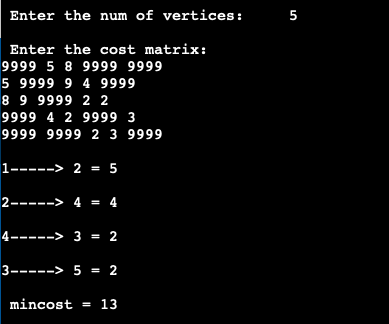 Enter the num of vertices: 5
Enter the cost matrix:
9999 5 8 9999 9999
5 9999 9 4 9999
8 9 9999 2 2
9999 4 2 9999 3
9999 9999 2 3 9999
1-----> 2 = 5
2-----> 4 = 4
4-----> 3 = 2
3-----> 5 = 2
mincost = 13